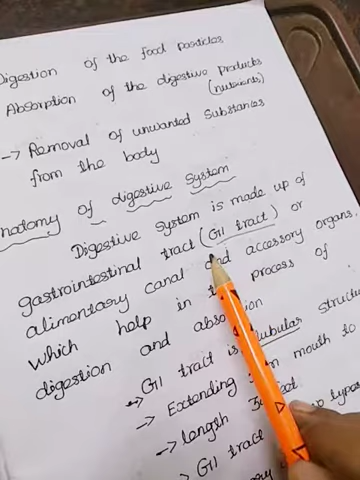 Digestion of the food particles
Absorption of the digestive products
(nutrients)
-> Removal of unwanted substances
from the body
Anatomy of digestive system
Digestive system is made up of
gastrointestinal tract (GI tract) or
alimentary canal and accessory organs.
which help in the process of
digestion and absorption
-> GI tract is tubular
-> Extending from mouth to
-> length
-> GI tract